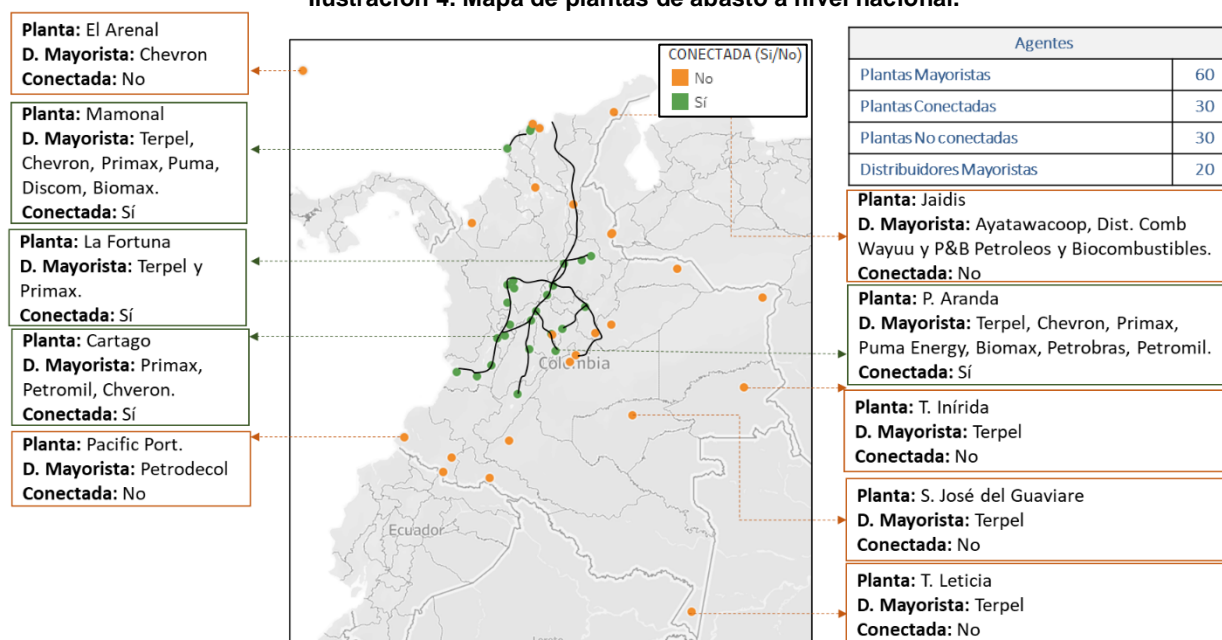 Ilustración 4. Mapa de plantas de abasto a nivel nacional.
Planta: El Arenal
D. Mayorista: Chevron
Conectada: No
Planta: Mamonal
D. Mayorista: Terpel,
Chevron, Primax, Puma,
Discom, Biomax.
Conectada: Sí
Planta: La Fortuna
D. Mayorista: Terpel y
Primax.
Conectada: Sí
Planta: Cartago
D. Mayorista: Primax,
Petromil, Chveron.
Conectada: Sí
Planta: Pacific Port.
D. Mayorista: Petrodecol
Conectada: No
CONECTADA (Si/No)
No
Sí
Colombia
Ecuador
Loreto
Agentes
Plantas Mayoristas 60
Plantas Conectadas 30
Plantas No conectadas 30
Distribuidores Mayoristas 20
Planta: Jaidis
D. Mayorista: Ayatawacoop, Dist. Comb
Wayuu y P&B Petroleos y Biocombustibles.
Conectada: No
Planta: P. Aranda
D. Mayorista: Terpel, Chevron, Primax,
Puma Energy, Biomax, Petrobras, Petromil.
Conectada: Sí
Planta: T. Inírida
D. Mayorista: Terpel
Conectada: No
Planta: S. José del Guaviare
D. Mayorista: Terpel
Conectada: No
Planta: T. Leticia
D. Mayorista: Terpel
Conectada: No